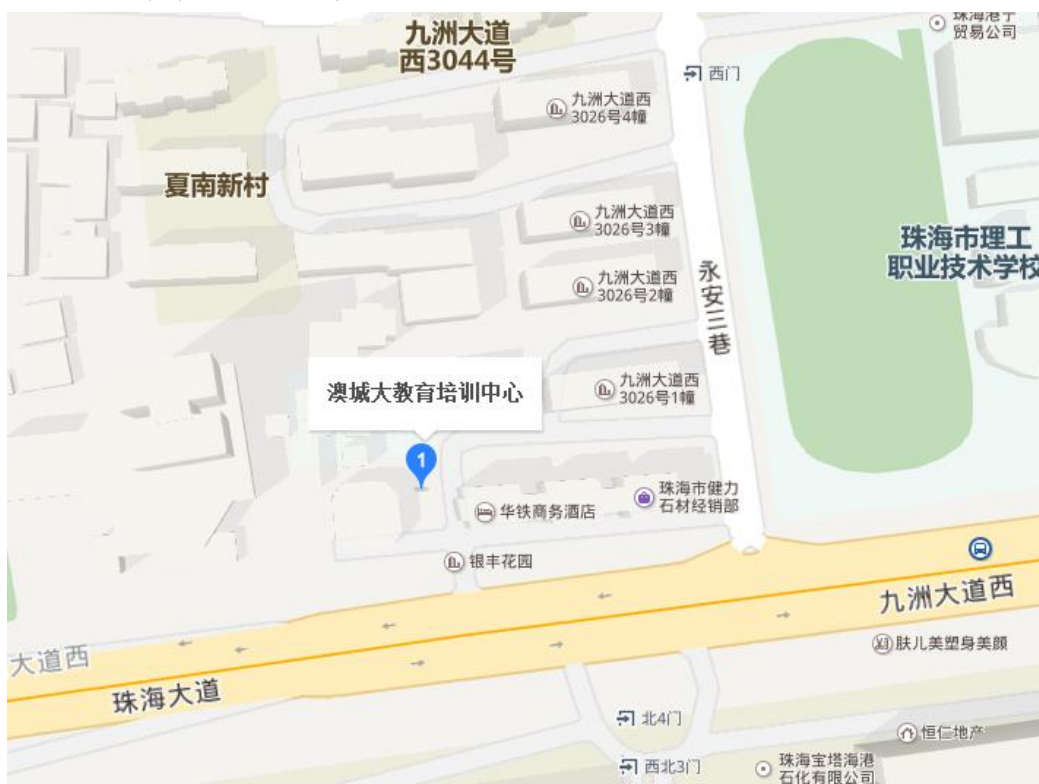 九洲大道
西3044号
珠海港宁
贸易公司
西门
九洲大道西
3026号4幢
夏南新村
九洲大道西
3026号3幢
珠海市理工
职业技术学校
九洲大道西
3026号2幢
永安三巷
澳城大教育培训中心
九洲大道西
3026号1幢
1
华铁商务酒店
珠海市健力
石材经销部
银丰花园
九洲大道西
肤儿美塑身美颜
大道西
珠海大道
北4门
恒仁地产
西北3门
珠海宝塔海港
石化有限公司